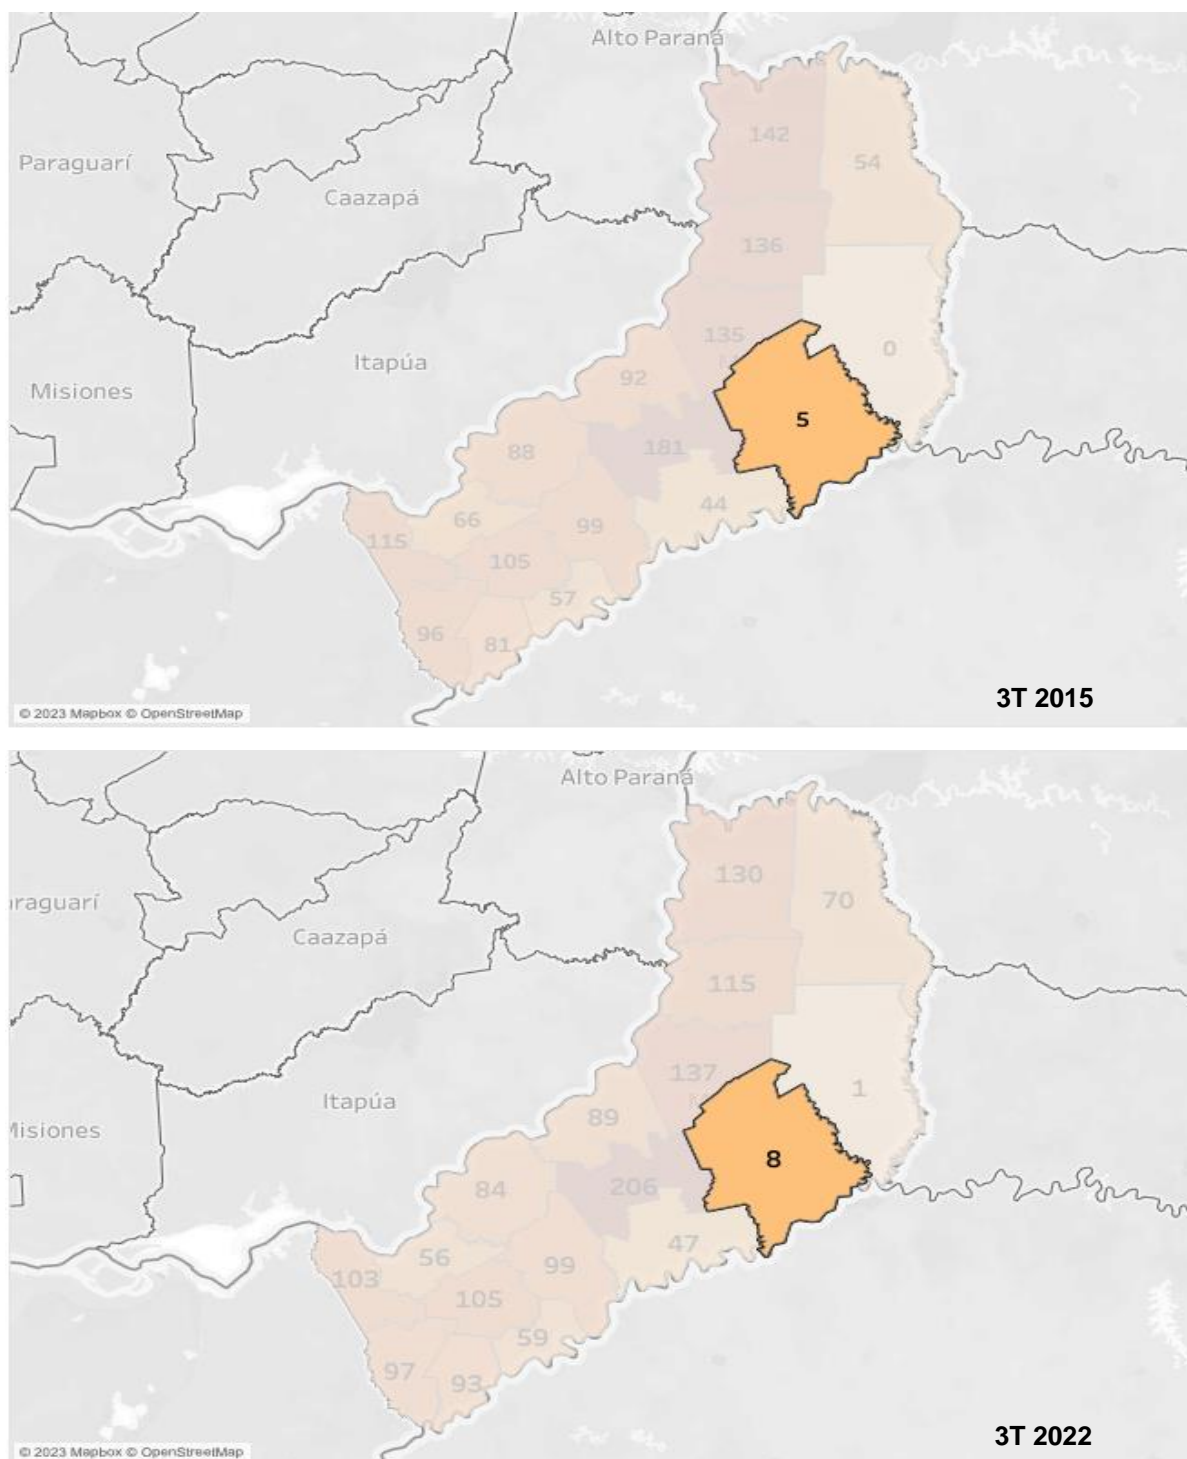 Alto Paraná
142
Paraguarí
54
Caazapá
136
135
0
Itapúa
92
Misiones
5
88
181
44
66
99
115
105
57
96
81
3T 2015
© 2023 Mapbox © OpenStreetMap
Alto Paraná
130
raguarí
70
Caazapá
115
137
1
Itapúa
89
Misiones
8
84
206
47
56
99
103
105
59
97
93
3T 2022
© 2023 Mapbox © OpenStreetMap